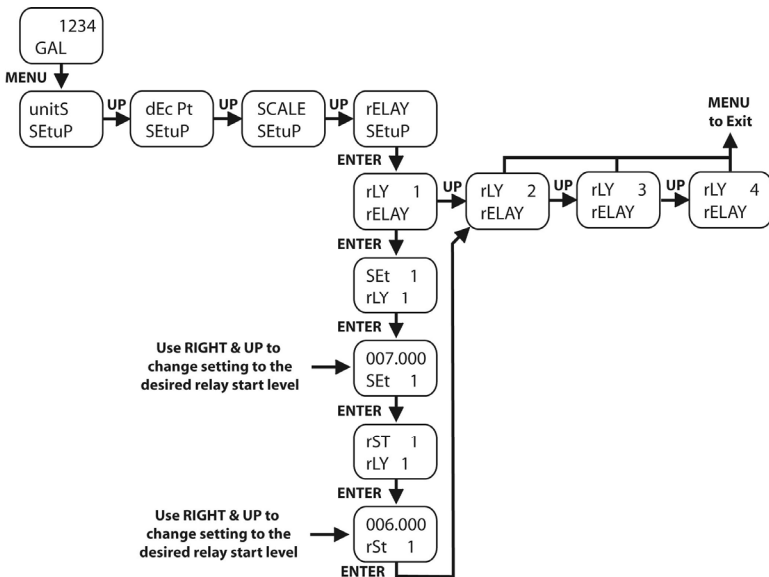 1234
GAL
MENU
unitS
SEtuP
UP
dEc Pt
SEtuP
UP
SCALE
SEtuP
UP
rELAY
SEtuP
MENU
to Exit
ENTER
rLY 1
rELAY
UP
rLY 2
rELAY
UP
rLY 3
rELAY
UP
rLY 4
rELAY
ENTER
SEt 1
rLY 1
ENTER
Use RIGHT & UP to
change setting to the
desired relay start level
007.000
SEt 1
ENTER
rST 1
rLY 1
ENTER
Use RIGHT & UP to
change setting to the
desired relay start level
006.000
rSt 1
ENTER